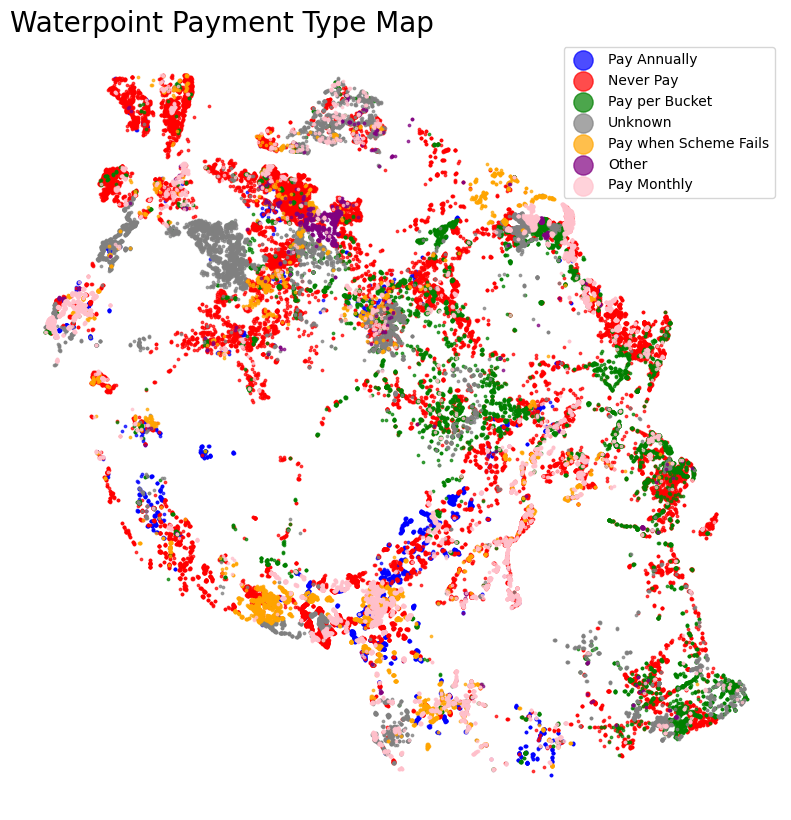 Waterpoint Payment Type Map
Pay Annually
Never Pay
Pay per Bucket
Unknown
Pay when Scheme Fails
Other
Pay Monthly